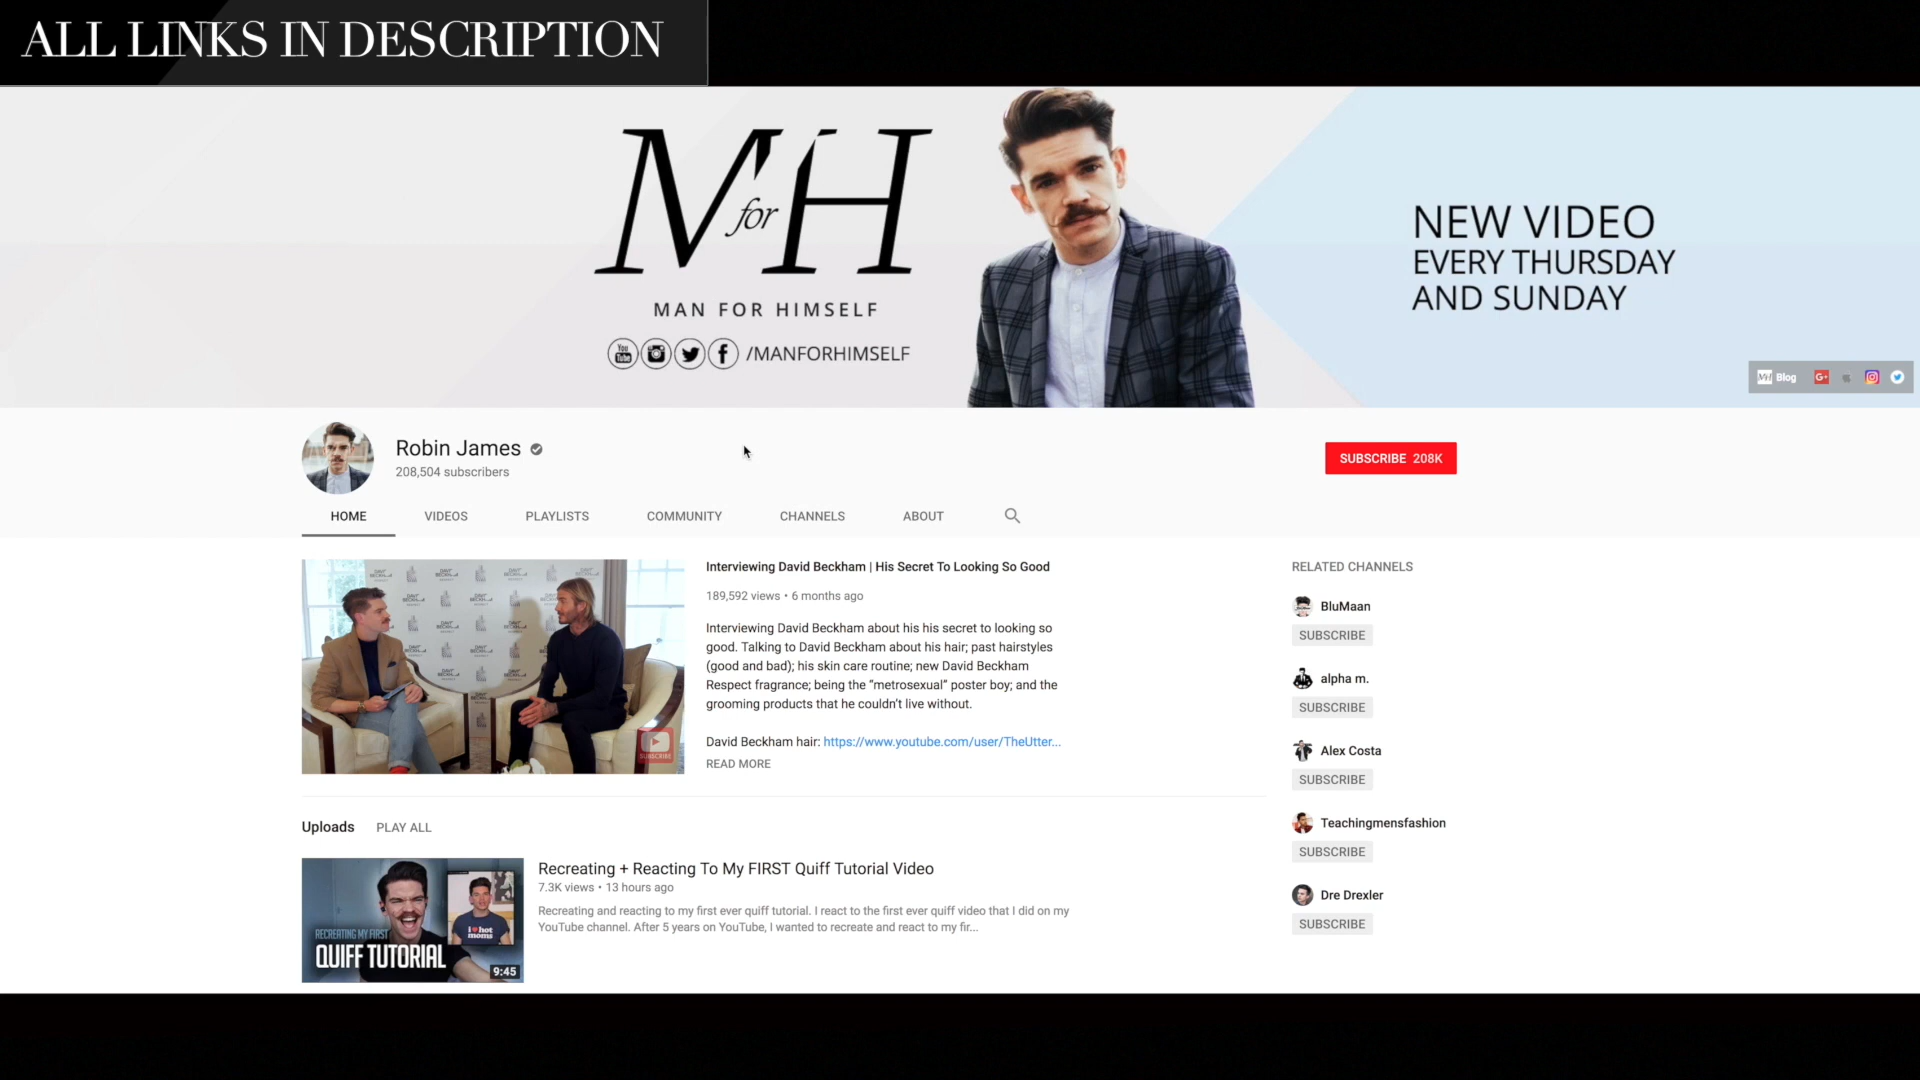 ALL LINKS IN DESCRIPTION
M for H
MAN FOR HIMSELF
You Tube
/MANFORHIMSELF
NEW VIDEO
EVERY THURSDAY
AND SUNDAY
MH Blog
G+
Robin James
208,504 subscribers
SUBSCRIBE 208K
HOME VIDEOS PLAYLISTS COMMUNITY CHANNELS ABOUT
SUBSCRIBE
Interviewing David Beckham | His Secret To Looking So Good
189,592 views • 6 months ago
Interviewing David Beckham about his his secret to looking so
good. Talking to David Beckham about his hair; past hairstyles
(good and bad); his skin care routine; new David Beckham
Respect fragrance; being the “metrosexual” poster boy; and the
grooming products that he couldn't live without.
David Beckham hair: https://www.youtube.com/user/TheUtter...
READ MORE
RELATED CHANNELS
BluMaan
SUBSCRIBE
alpha m.
SUBSCRIBE
Alex Costa
SUBSCRIBE
Teachingmensfashion
SUBSCRIBE
Dre Drexler
SUBSCRIBE
Uploads PLAY ALL
RECREATING MY FIRST
QUIFF TUTORIAL
I ♥ hot
moms
9:45
Recreating + Reacting To My FIRST Quiff Tutorial Video
7.3K views • 13 hours ago
Recreating and reacting to my first ever quiff tutorial. I react to the first ever quiff video that I did on my
YouTube channel. After 5 years on YouTube, I wanted to recreate and react to my fir...